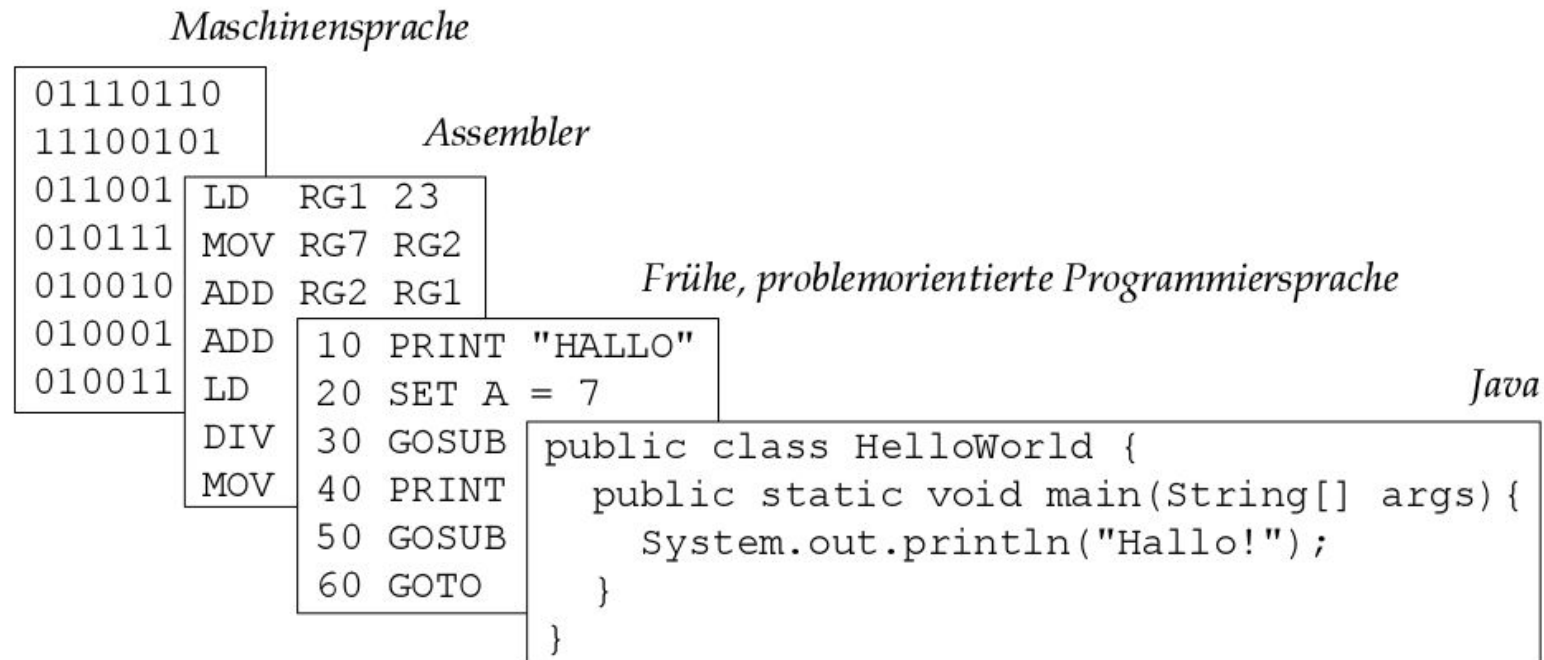 Maschinensprache
01110110
11100101
011001
010111
010010
010001
010011
Assembler
LD RG1 23
MOV RG7 RG2
ADD RG2 RG1
ADD
LD
DIV
MOV
Frühe, problemorientierte Programmiersprache
10 PRINT "HALLO"
20 SET A = 7
30 GOSUB
40 PRINT
50 GOSUB
60 GOTO
Java
public class HelloWorld {
public static void main(String[] args){
System.out.println("Hallo!");
}
}